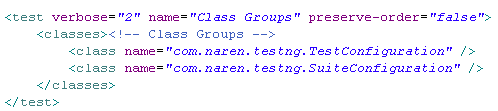 <test verbose="2" name="Class Groups" preserve-order="false">
<classes><!-- Class Groups -->
<class name="com.naren.testng.TestConfiguration" />
<class name="com.naren.testng.SuiteConfiguration" />
</classes>
</test>